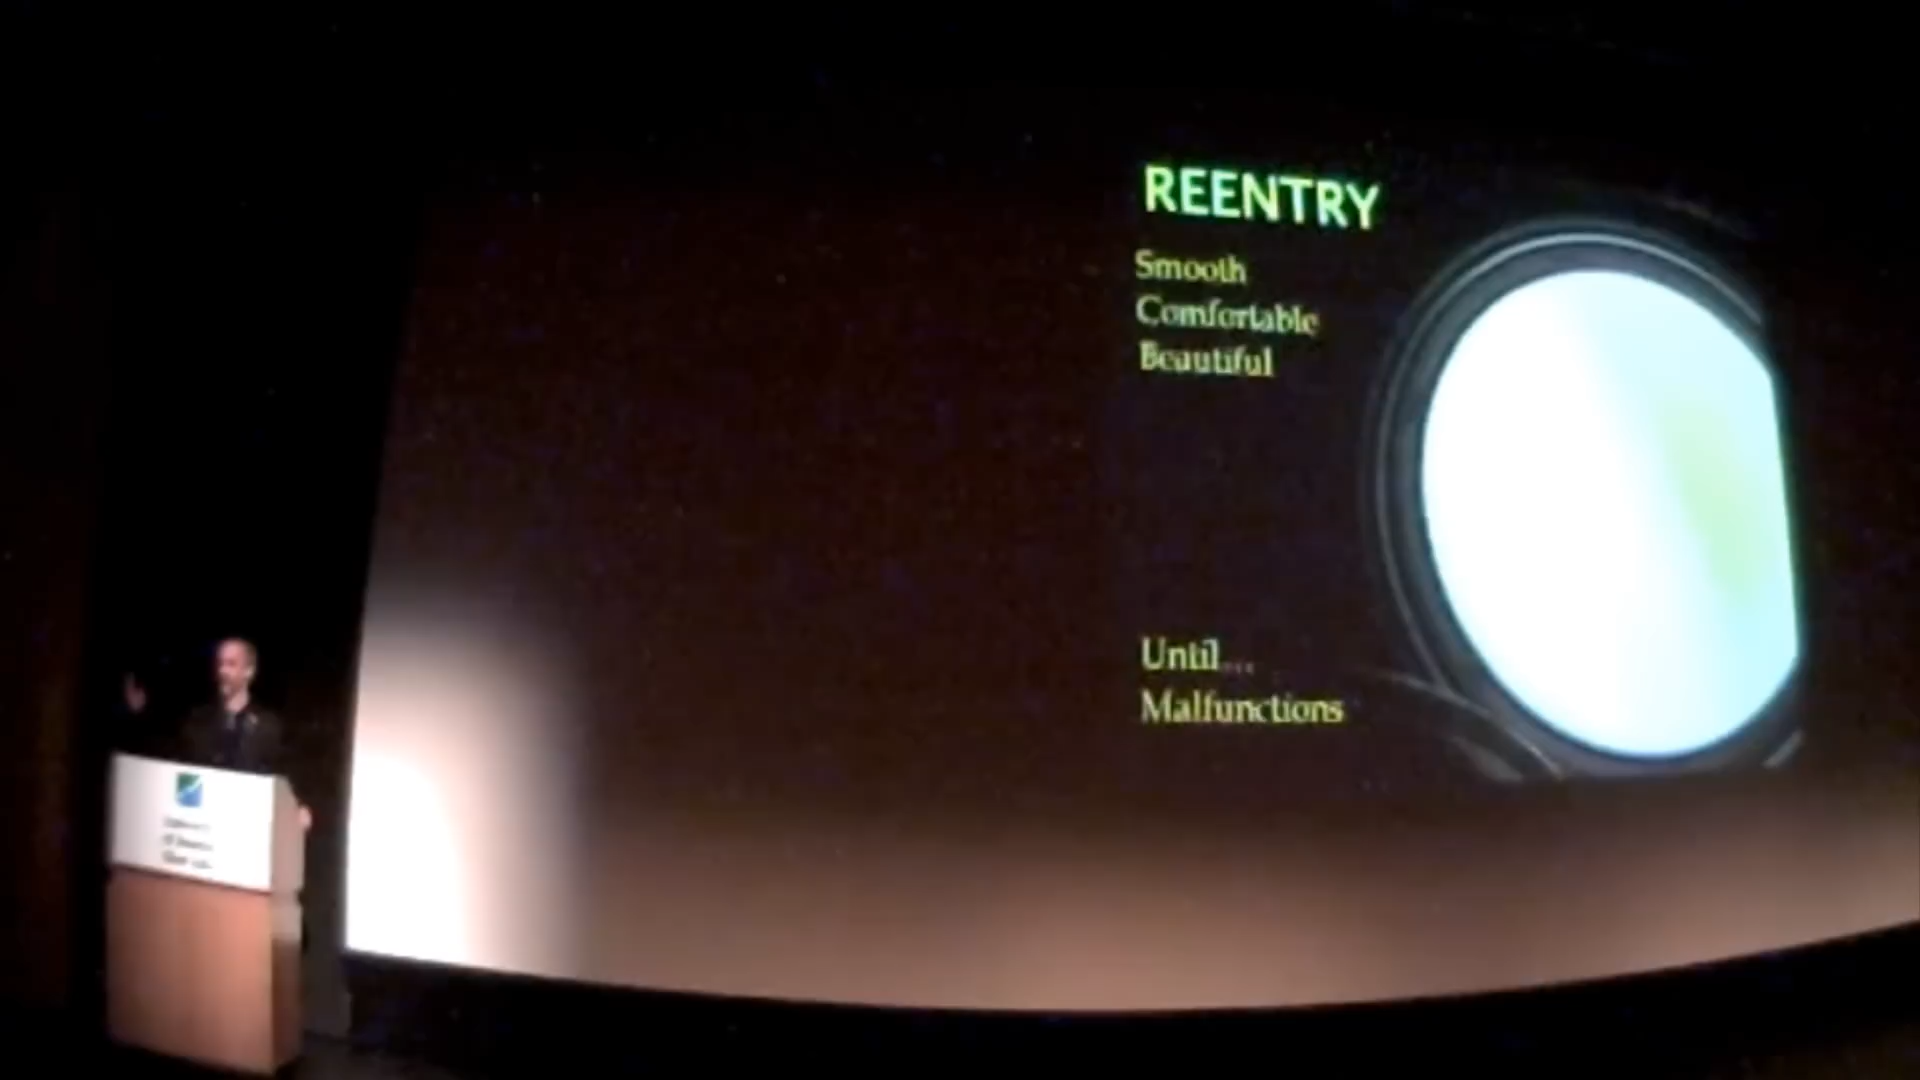 REENTRY
Smooth
Comfortable
Beautiful
Until...
Malfunctions